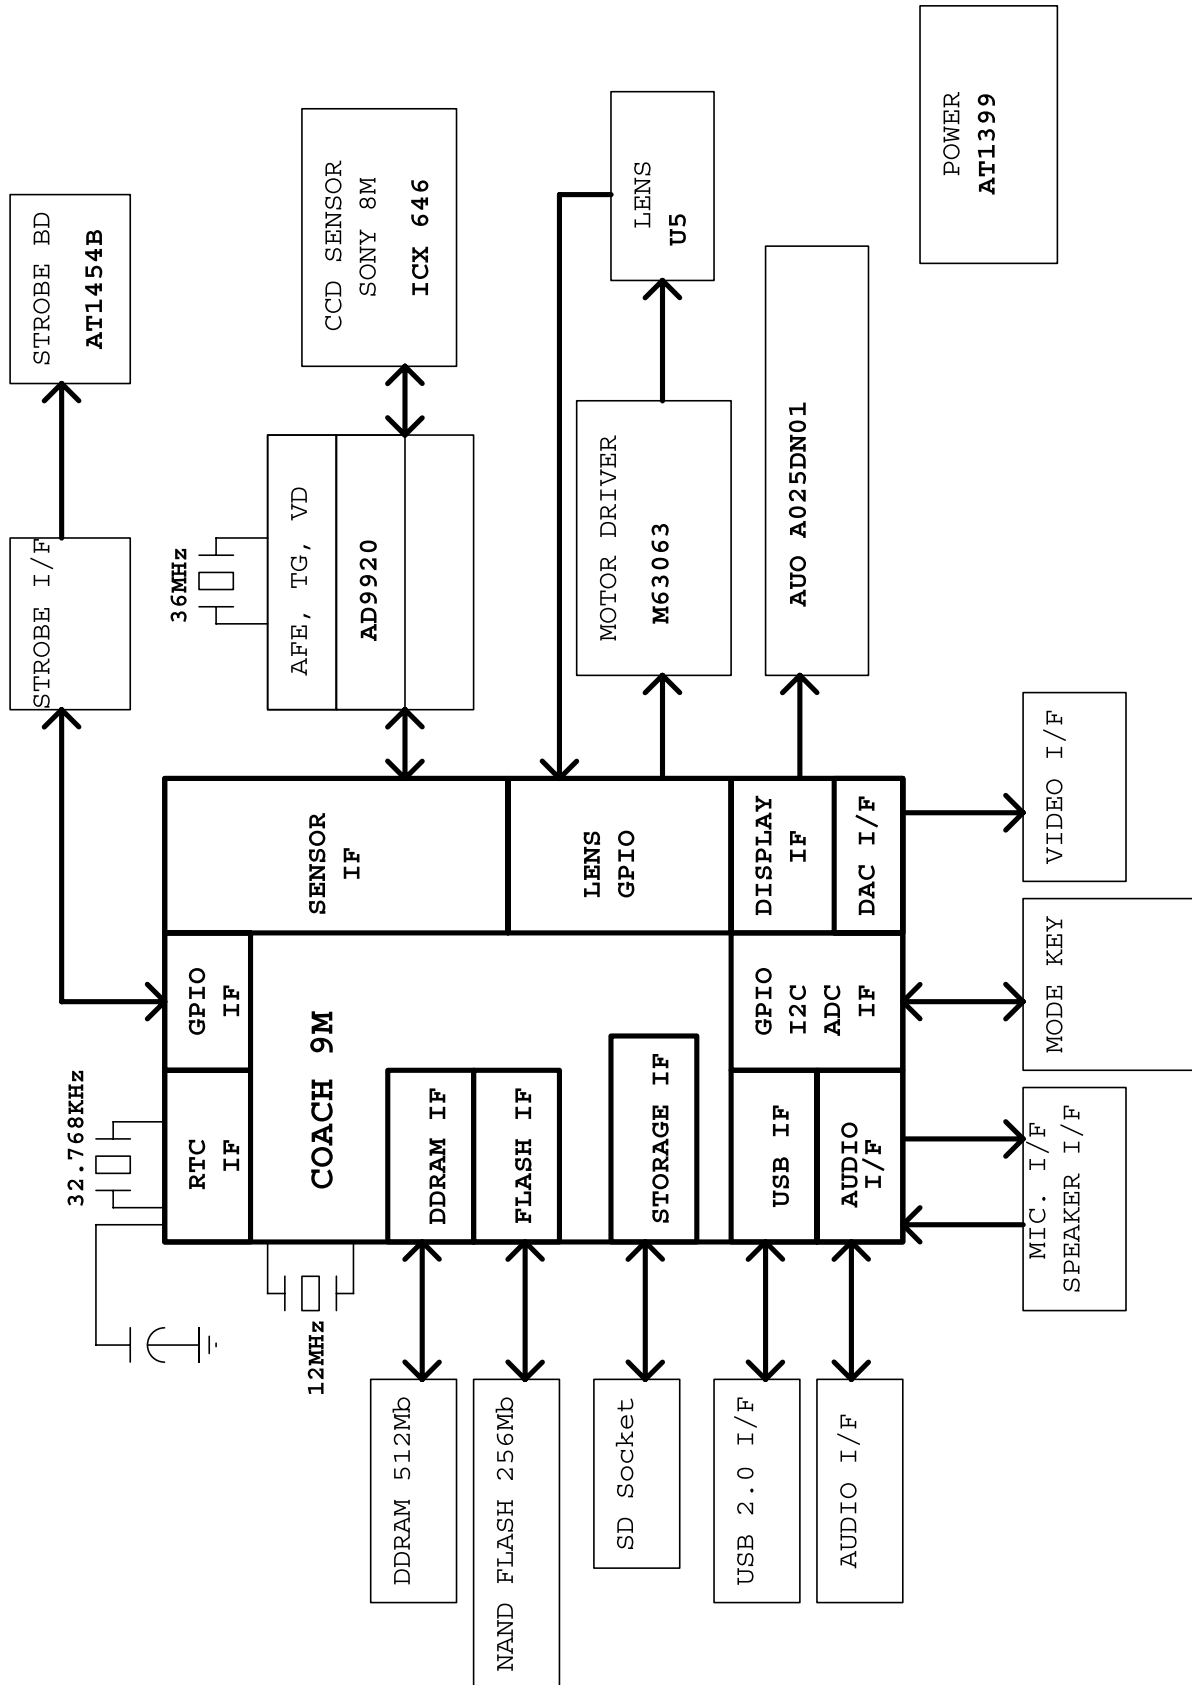 STROBE I/F
STROBE BD
AT1454B
32.768KHz
36MHz
RTC
IF
GPIO
IF
SENSOR
IF
AFE, TG, VD
AD9920
CCD SENSOR
SONY 8M
ICX 646
12MHz
COACH 9M
DDRAM 512Mb
DDRAM IF
NAND FLASH 256Mb
FLASH IF
LENS
GPIO
MOTOR DRIVER
M63063
LENS
U5
SD Socket
STORAGE IF
USB 2.0 I/F
USB IF
AUDIO I/F
AUDIO
I/F
GPIO
I2C
ADC
IF
DISPLAY
IF
DAC I/F
AUO A025DN01
POWER
AT1399
MIC. I/F
SPEAKER I/F
MODE KEY
VIDEO I/F